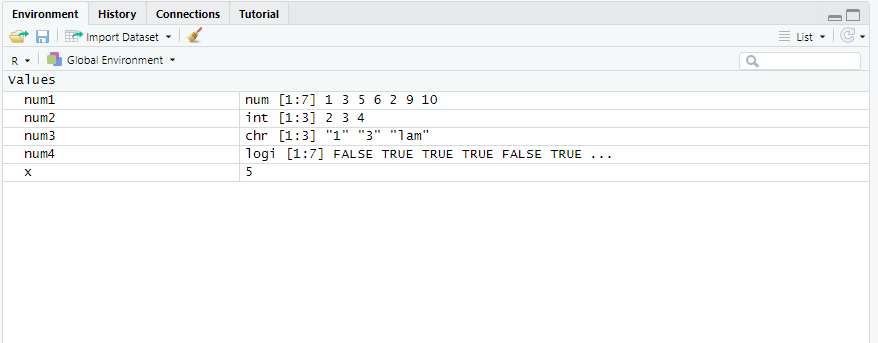 Environment History Connections Tutorial
Import Dataset List
R Global Environment
Values
num1 num [1:7] 1 3 5 6 2 9 10
num2 int [1:3] 2 3 4
num3 chr [1:3] "1" "3" "lam"
num4 logi [1:7] FALSE TRUE TRUE TRUE FALSE TRUE ...
x 5